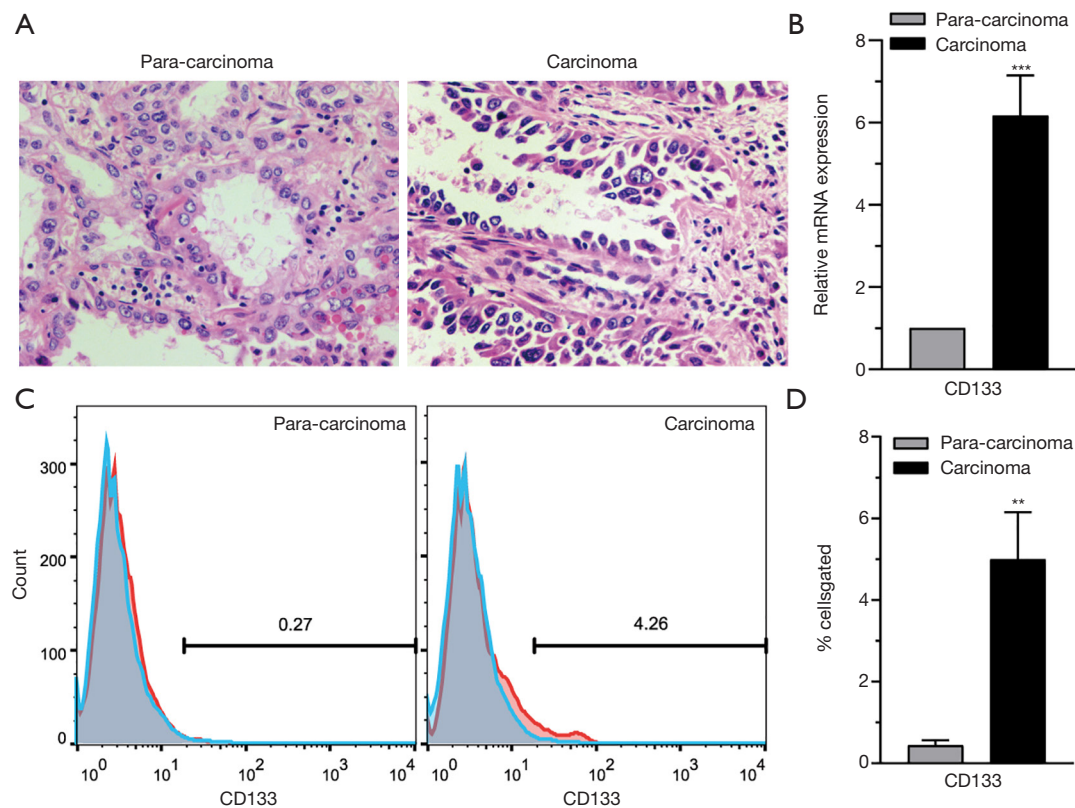 A
Para-carcinoma
Carcinoma
B
Para-carcinoma
Carcinoma
8
6
4
2
0
Relative mRNA expression
***
CD133
C
Para-carcinoma
Carcinoma
300
200
100
0
Count
0.27
4.26
10⁰ 10¹ 10² 10³ 10⁴
10⁰ 10¹ 10² 10³ 10⁴
CD133
CD133
D
Para-carcinoma
Carcinoma
8
6
4
2
0
% cellsgated
**
CD133